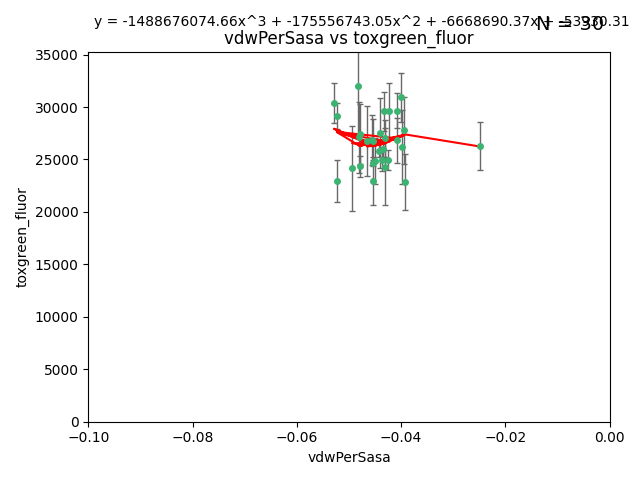 y = -1488676074.66x^3 + -175556743.05x^2 + -6668690.37x + -53930.31
N = 30
vdwPerSasa vs toxgreen_fluor
35000
30000
25000
20000
15000
10000
5000
0
toxgreen_fluor
−0.10
−0.08
−0.06
−0.04
−0.02
0.00
vdwPerSasa